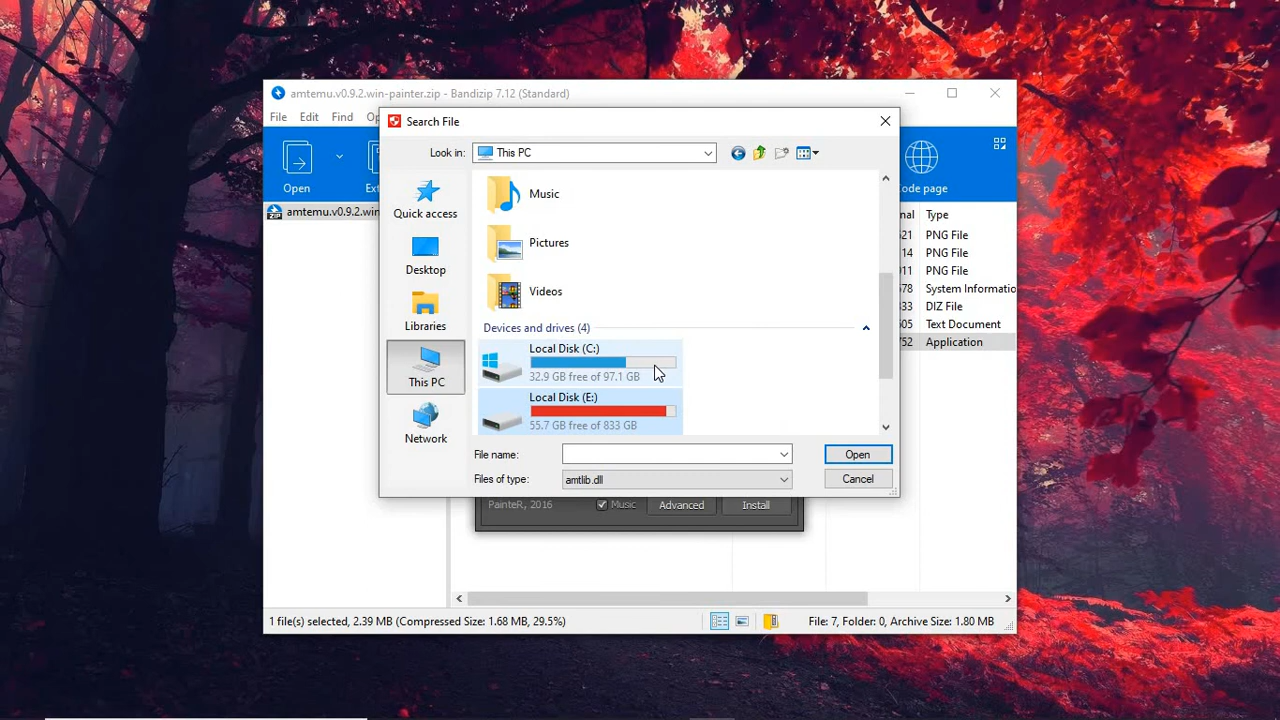 amtemu.v0.9.2.win-painter.zip - Bandizip 7.12 (Standard)
File Edit Find
Search File
Look in: This PC
Open
Code page
Quick access
Desktop
Libraries
This PC
Network
Music
Pictures
Videos
Devices and drives (4)
Local Disk (C:)
32.9 GB free of 97.1 GB
Local Disk (E:)
55.7 GB free of 833 GB
File name:
Open
Files of type: amtlib.dll
Cancel
ZIP
amtemu.v0.9.2.win
Type
PNG File
PNG File
PNG File
System Informatio
DIZ File
Text Document
Application
PainteR, 2016 Music Advanced Install
1 file(s) selected, 2.39 MB (Compressed Size: 1.68 MB, 29.5%)
File: 7, Folder: 0, Archive Size: 1.80 MB